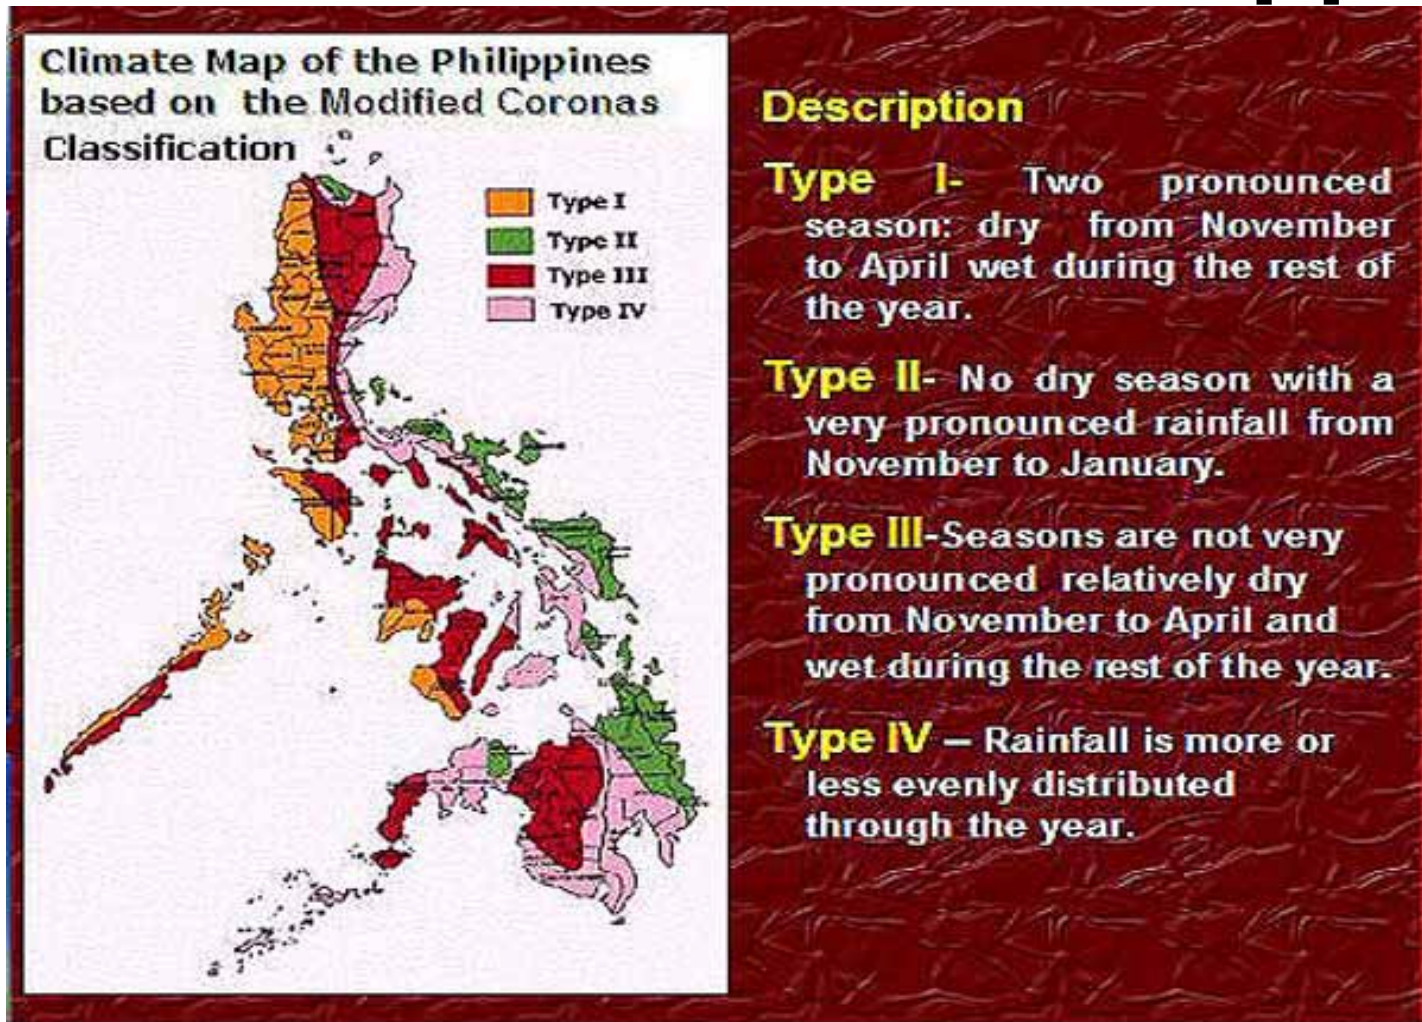 Climate Map of the Philippines
based on the Modified Coronas
Classification
Type I
Type II
Type III
Type IV
Description
Type I- Two pronounced
season: dry from November
to April wet during the rest of
the year.
Type II- No dry season with a
very pronounced rainfall from
November to January.
Type III-Seasons are not very
pronounced relatively dry
from November to April and
wet during the rest of the year.
Type IV – Rainfall is more or
less evenly distributed
through the year.